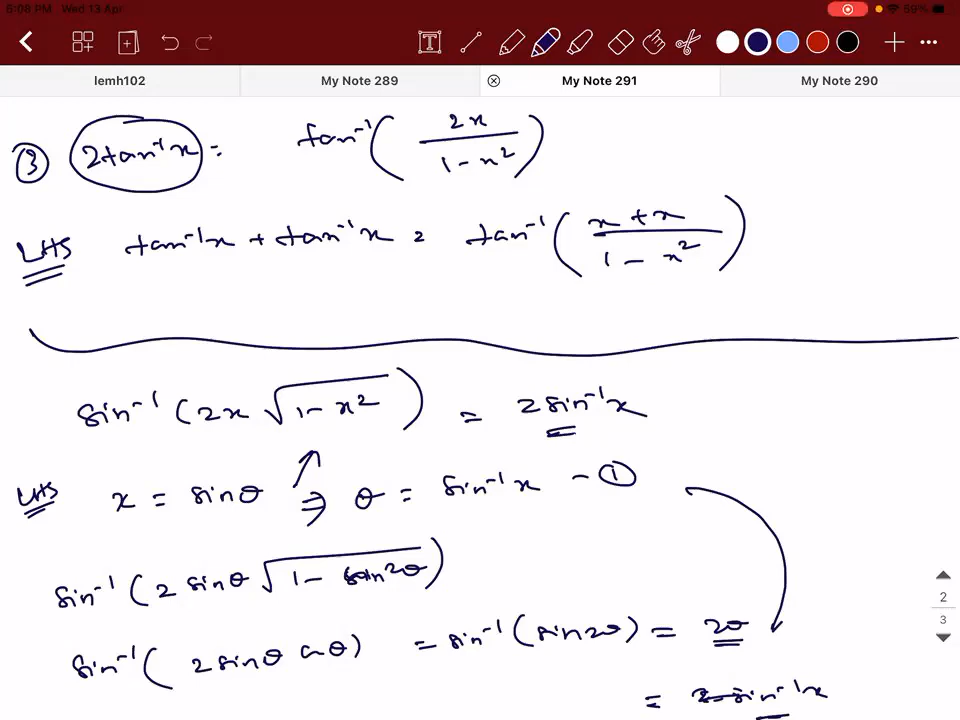 5:08 PM Wed 13 Apr 59%
lemh102 My Note 289 My Note 291 My Note 290
③ 2tan⁻¹x = tan⁻¹(2x / (1 - x²))
LHS tan⁻¹x + tan⁻¹x = tan⁻¹((x + x) / (1 - x²))
sin⁻¹(2x √(1 - x²)) = 2sin⁻¹x
LHS x = sinθ ⇒ θ = sin⁻¹x - ①
sin⁻¹(2 sinθ √(1 - sin²θ))
sin⁻¹(2sinθ cosθ) = sin⁻¹(sin2θ) = 2θ
= 2 sin⁻¹x
2
3